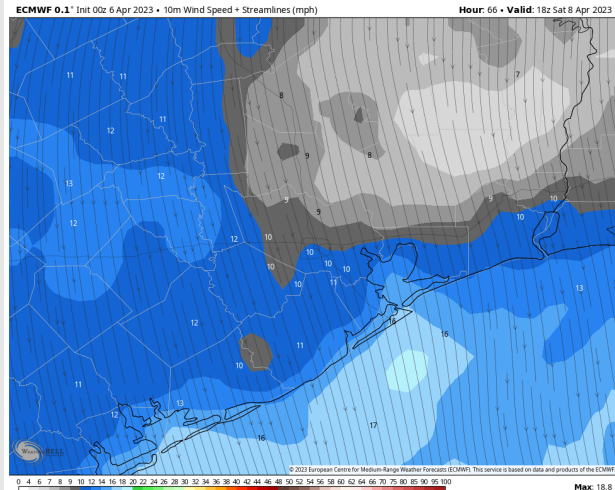 ECMWF 0.1° Init 00z 6 Apr 2023 • 10m Wind Speed + Streamlines (mph) Hour: 66 • Valid: 18z Sat 8 Apr 2023
7
11 11
8
11
12
9 8
12
13
9 9 10
12 9 10
12 10
10
10 10 10
10 11
13
12 16 16
11
10
11
13
12
17
16
WeatherBELL
© 2023 European Centre for Medium-Range Weather Forecasts (ECMWF). This service is based on data and products of the ECMWF
0 4 6 7 8 9 10 12 14 16 18 20 22 24 26 28 30 32 34 36 38 40 42 44 46 48 50 52 54 56 58 60 62 64 66 68 70 75 80 85 90 95 100
Max: 18.8